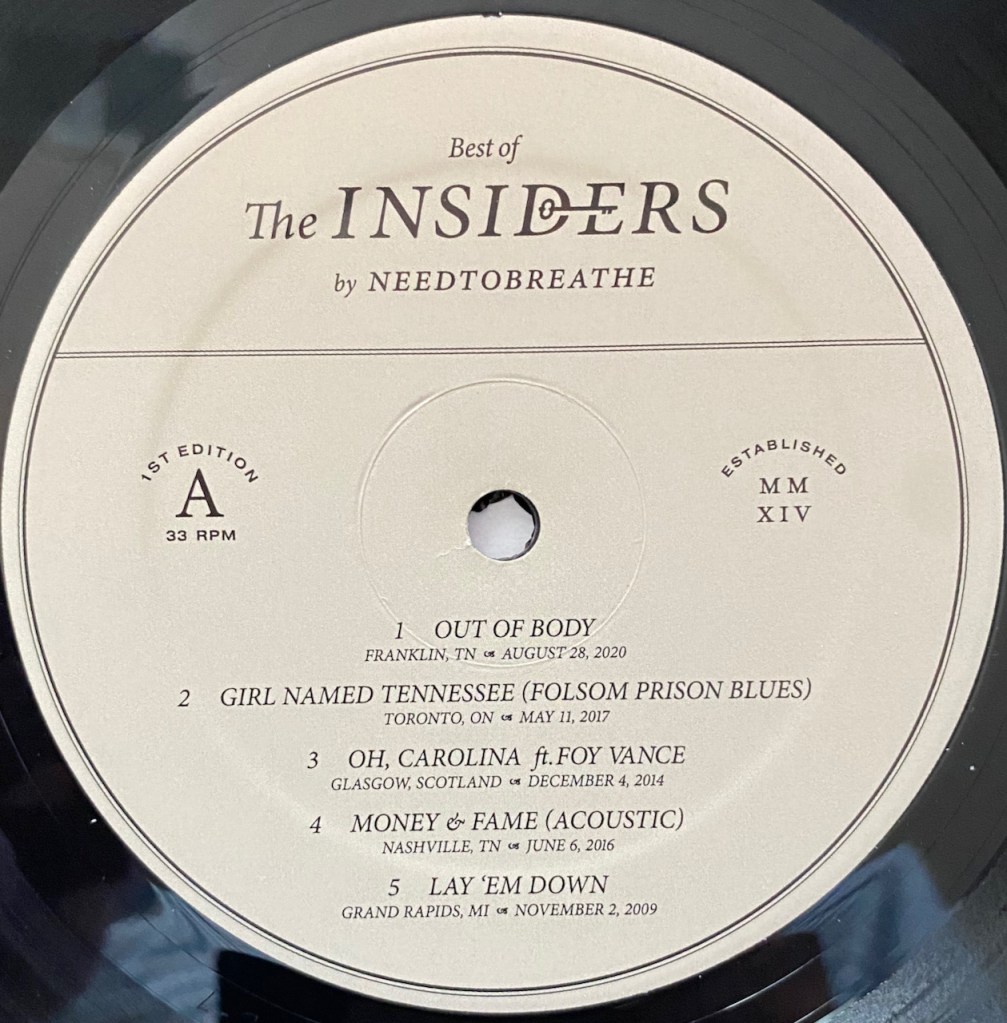 Best of
The INSIDERS
by NEEDTOBREATHE
1ST EDITION
A
33 RPM
ESTABLISHED
MM
XIV
1 OUT OF BODY
FRANKLIN, TN AUGUST 28, 2020
2 GIRL NAMED TENNESSEE (FOLSOM PRISON BLUES)
TORONTO, ON MAY 11, 2017
3 OH, CAROLINA ft. FOY VANCE
GLASGOW, SCOTLAND DECEMBER 4, 2014
4 MONEY & FAME (ACOUSTIC)
NASHVILLE, TN JUNE 6, 2016
5 LAY ‘EM DOWN
GRAND RAPIDS, MI NOVEMBER 2, 2009